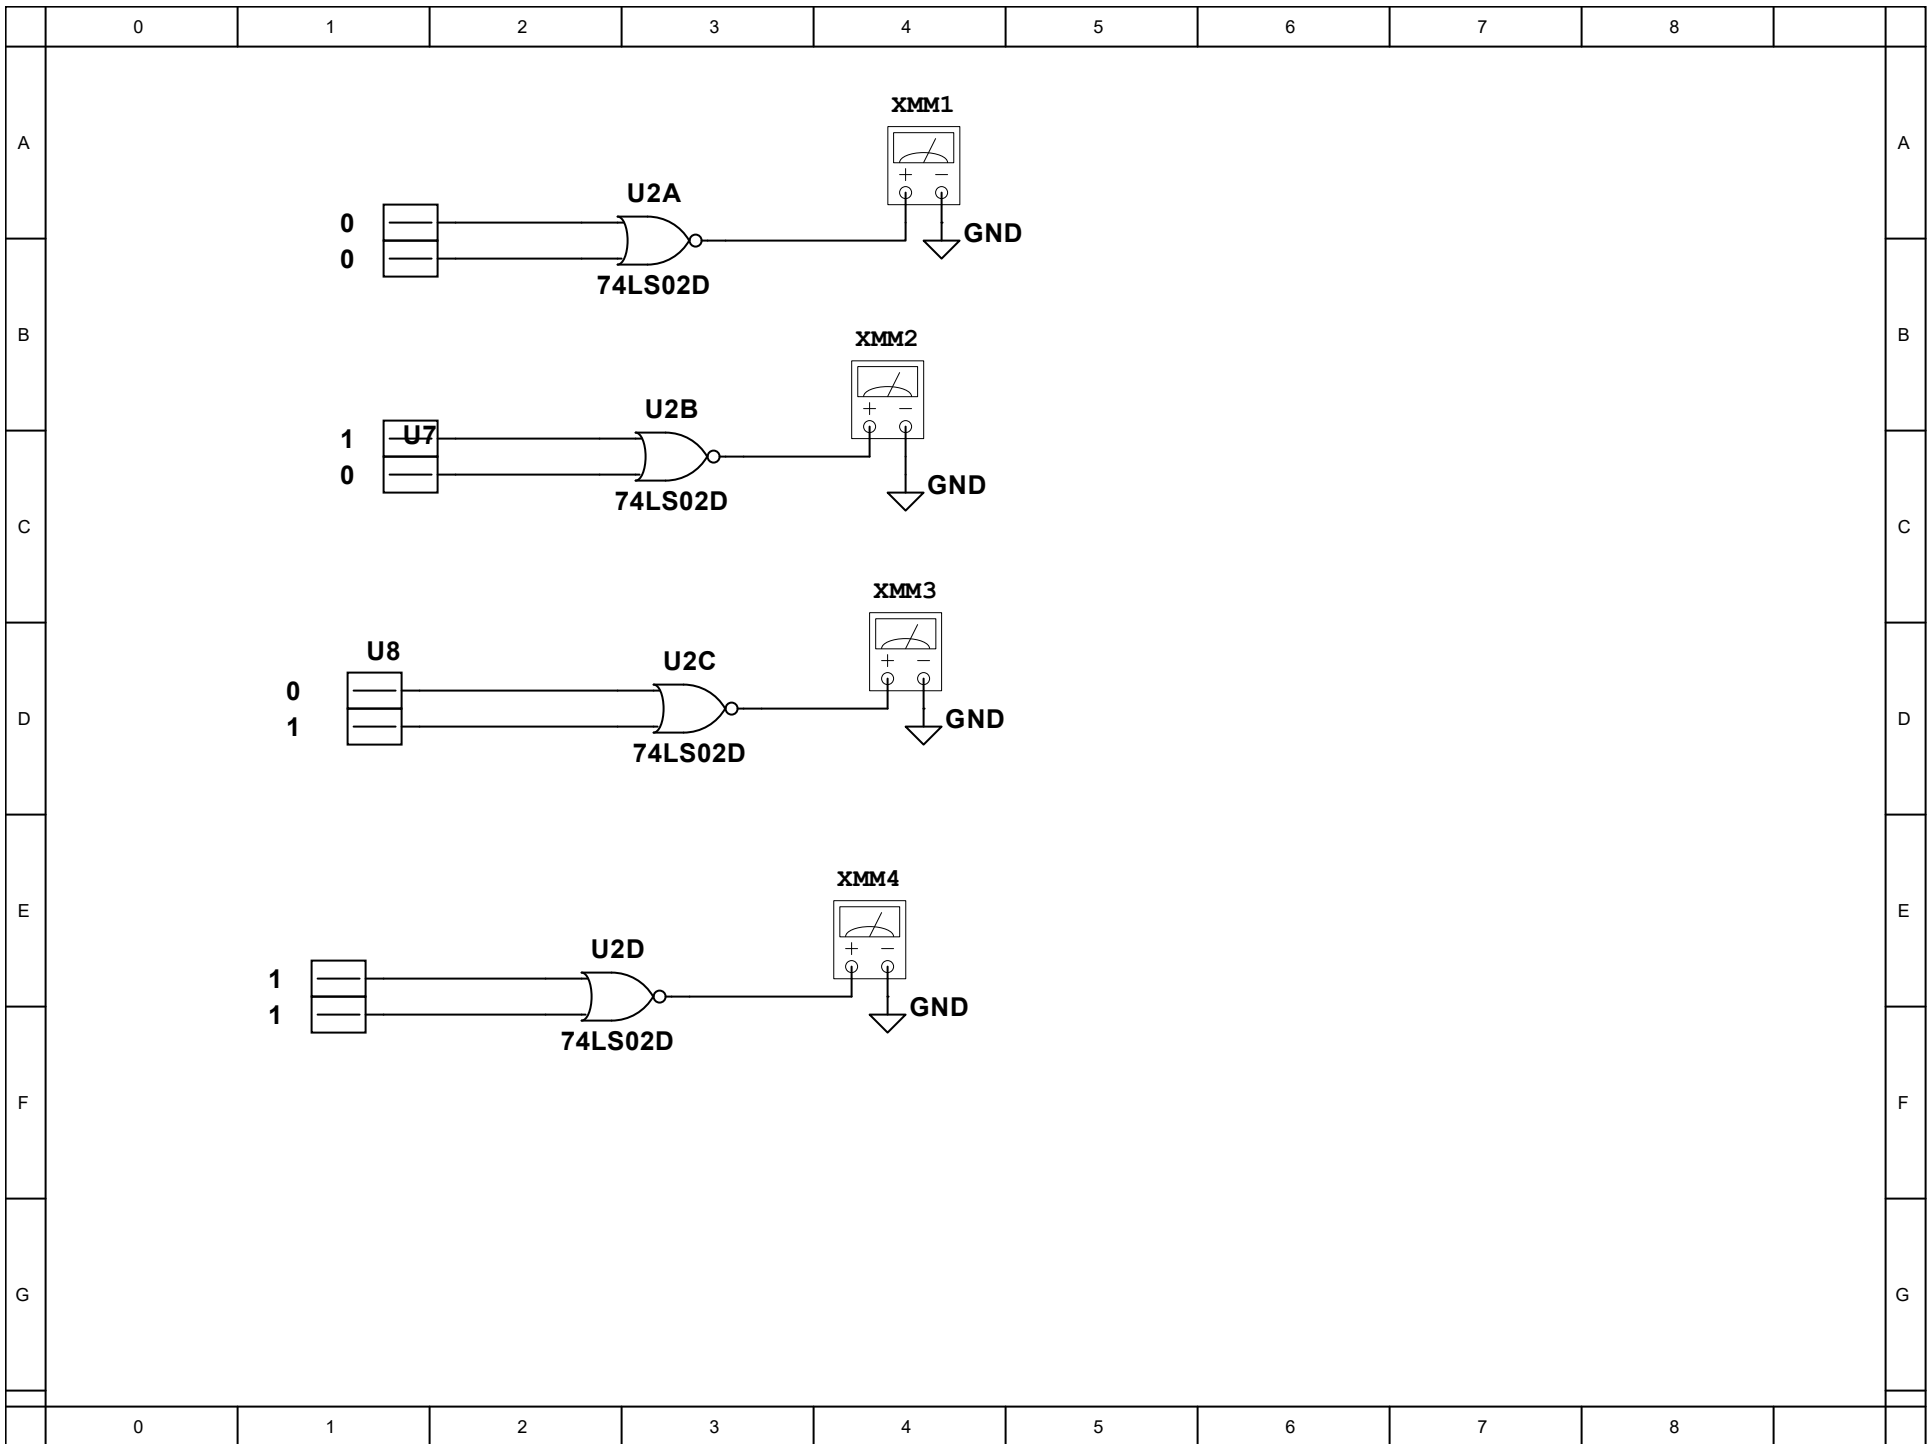 0 1 2 3 4 5 6 7 8
A A
XMM1
U2A
0
0
GND
74LS02D
B B
XMM2
U2B
1 U7
0
GND
74LS02D
C C
XMM3
U8 U2C
0
1
GND
74LS02D
D D
XMM4
E E
U2D
1
1
GND
74LS02D
F F
G G
0 1 2 3 4 5 6 7 8